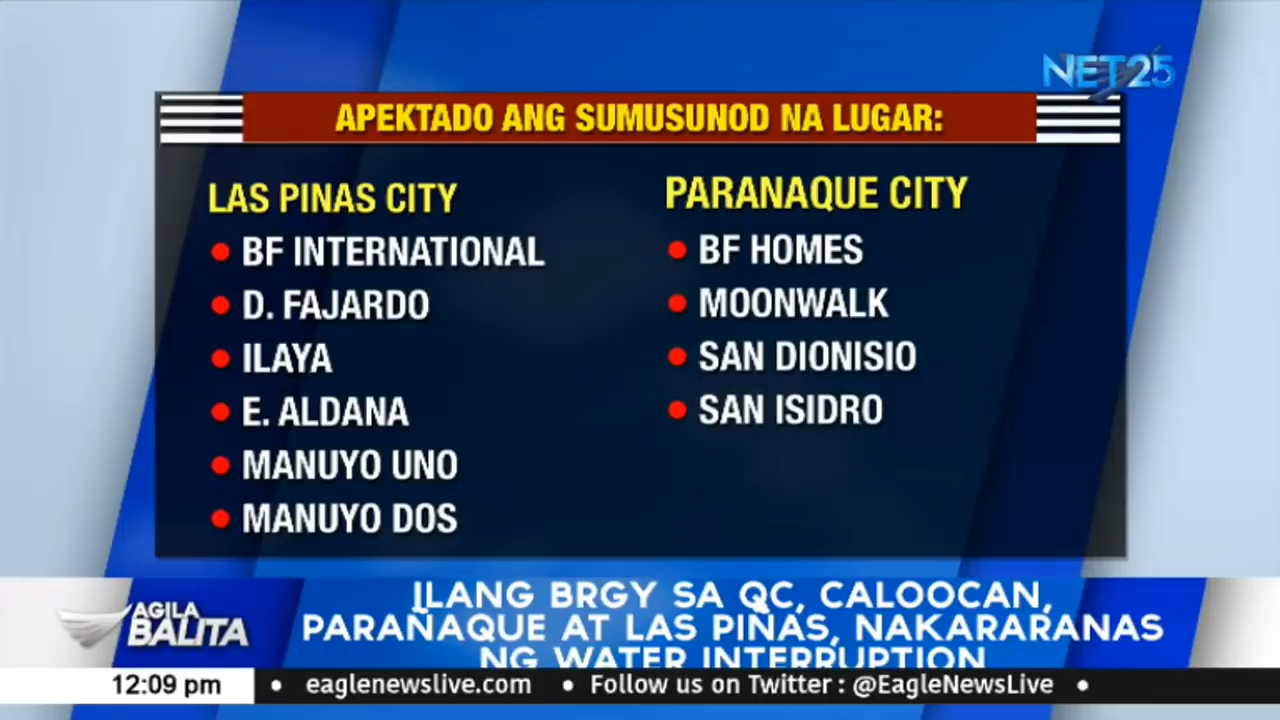 NET25
APEKTADO ANG SUMUSUNOD NA LUGAR:
LAS PINAS CITY
• BF INTERNATIONAL
• D. FAJARDO
• ILAYA
• E. ALDANA
• MANUYO UNO
• MANUYO DOS
PARANAQUE CITY
• BF HOMES
• MOONWALK
• SAN DIONISIO
• SAN ISIDRO
AGILA
BALITA
ILANG BRGY SA QC, CALOOCAN,
PARAÑAQUE AT LAS PIÑAS, NAKARARANAS
NG WATER INTERRUPTION
12:09 pm • eaglenewslive.com • Follow us on Twitter : @EagleNewsLive •